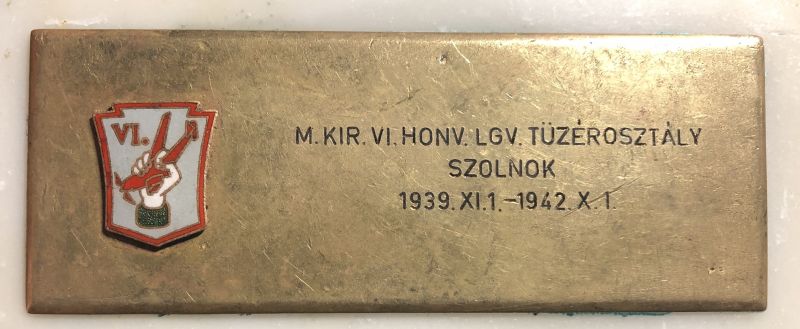 VI.
M. KIR. VI. HONV. LGV. TÜZÉROSZTÁLY
SZOLNOK
1939. XI. 1. – 1942. X. 1.